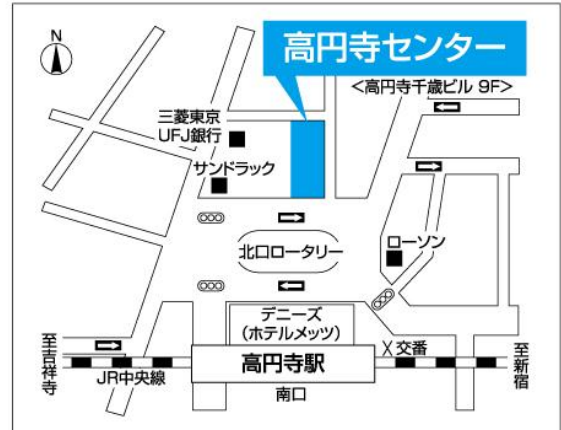 N
高円寺センター
<高円寺千歳ビル 9F>
三菱東京
UFJ銀行
サンドラック
北口ロータリー
ローソン
デニーズ
(ホテルメッツ)
高円寺駅
交番
至吉祥寺
JR中央線
南口
至新宿